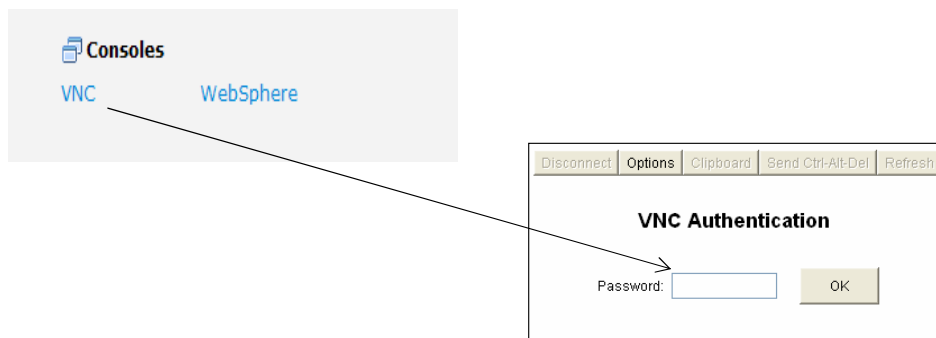 Consoles
VNC WebSphere
Disconnect Options Clipboard Send Ctrl-Alt-Del Refresh
VNC Authentication
Password: OK